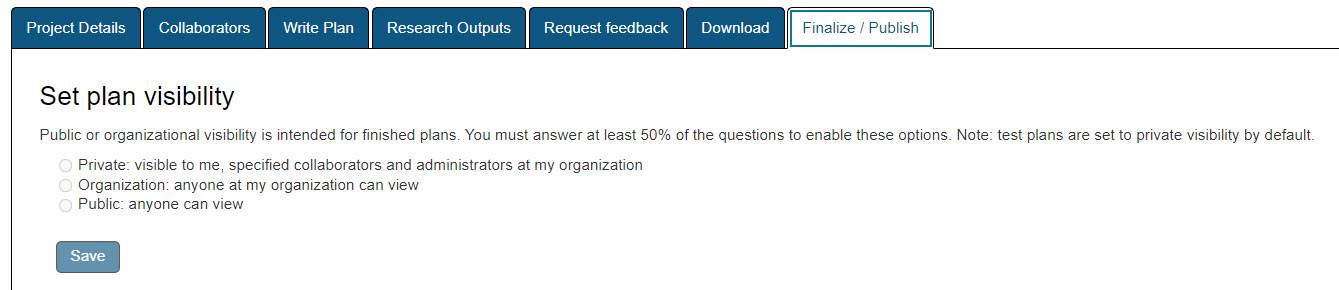 Project Details Collaborators Write Plan Research Outputs Request feedback Download Finalize / Publish
Set plan visibility
Public or organizational visibility is intended for finished plans. You must answer at least 50% of the questions to enable these options. Note: test plans are set to private visibility by default.
Private: visible to me, specified collaborators and administrators at my organization
Organization: anyone at my organization can view
Public: anyone can view
Save